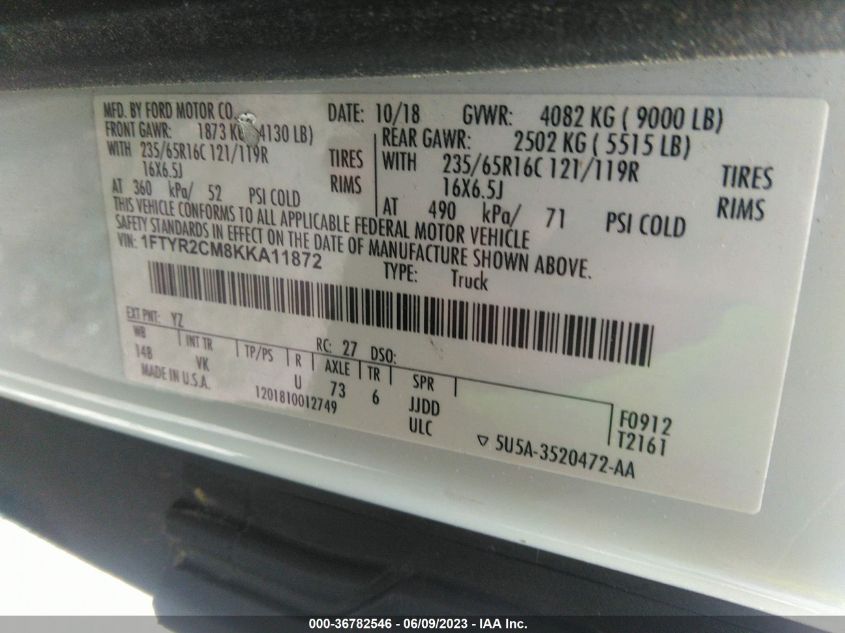 MFD. BY FORD MOTOR CO. DATE: 10/18 GVWR: 4082 KG ( 9000 LB)
FRONT GAWR: 1873 KG 4130 LB) REAR GAWR: 2502 KG ( 5515 LB)
WITH 235/65R16C 121/119R TIRES WITH 235/65R16C 121/119R TIRES
16X6.5J RIMS 16X6.5J RIMS
AT 360 kPa/ 52 PSI COLD AT 490 kPa/ 71 PSI COLD
THIS VEHICLE CONFORMS TO ALL APPLICABLE FEDERAL MOTOR VEHICLE
SAFETY STANDARDS IN EFFECT ON THE DATE OF MANUFACTURE SHOWN ABOVE.
VIN: 1FTYR2CM8KKA11872 TYPE: Truck
EXT PNT: YZ RC: 27 DSO:
WB INT TR TP/PS R AXLE TR SPR
148 VK U 73 6 JJDD F0912
MADE IN U.S.A. 1201810012749 ULC T2161
▽ 5U5A-3520472-AA
000-36782546 - 06/09/2023 - IAA Inc.